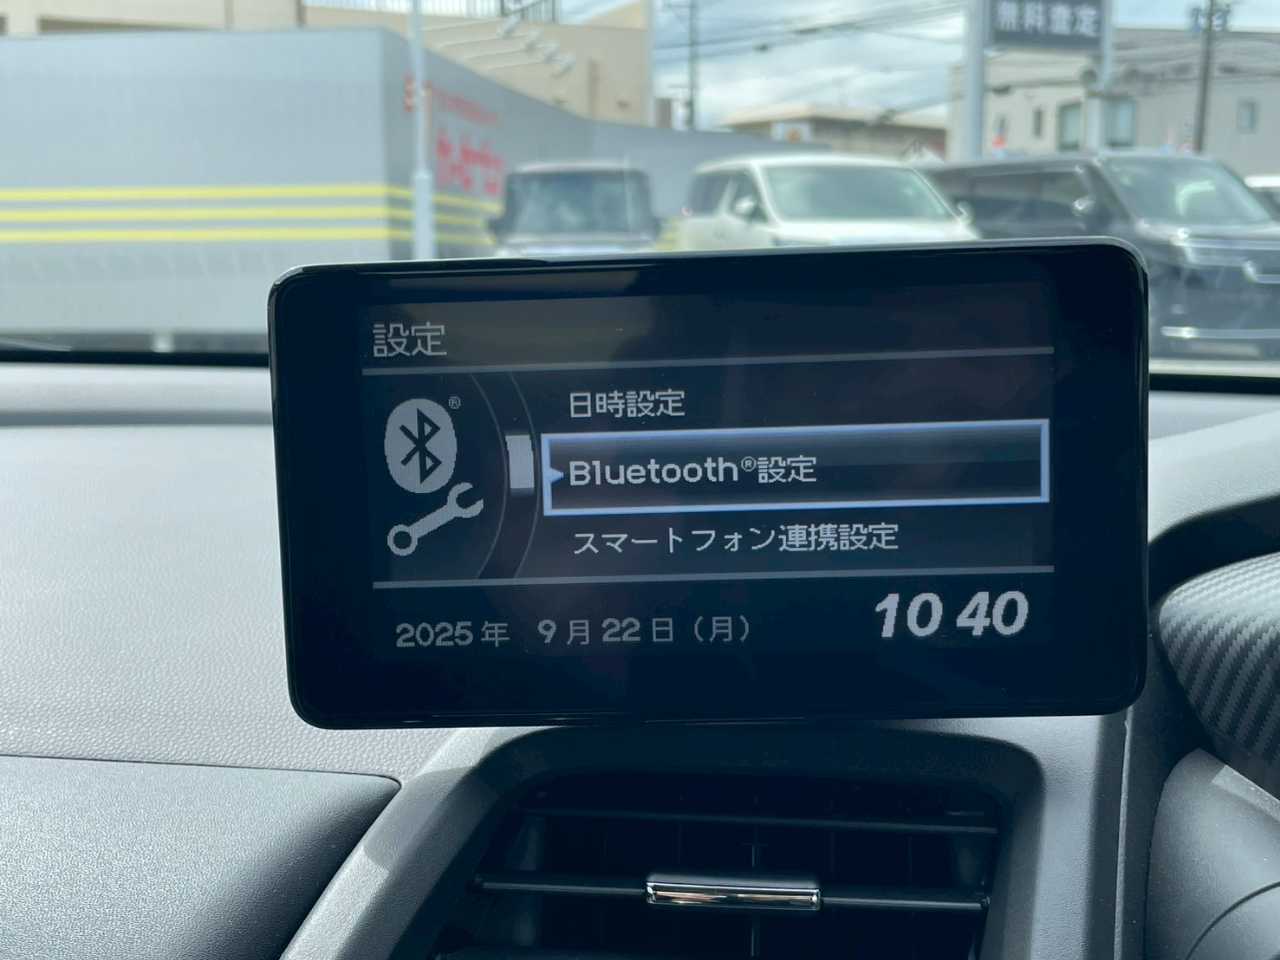 無料査定
設定
日時設定
Bluetooth®設定
スマートフォン連携設定
2025年 9月22日(月)
10 40